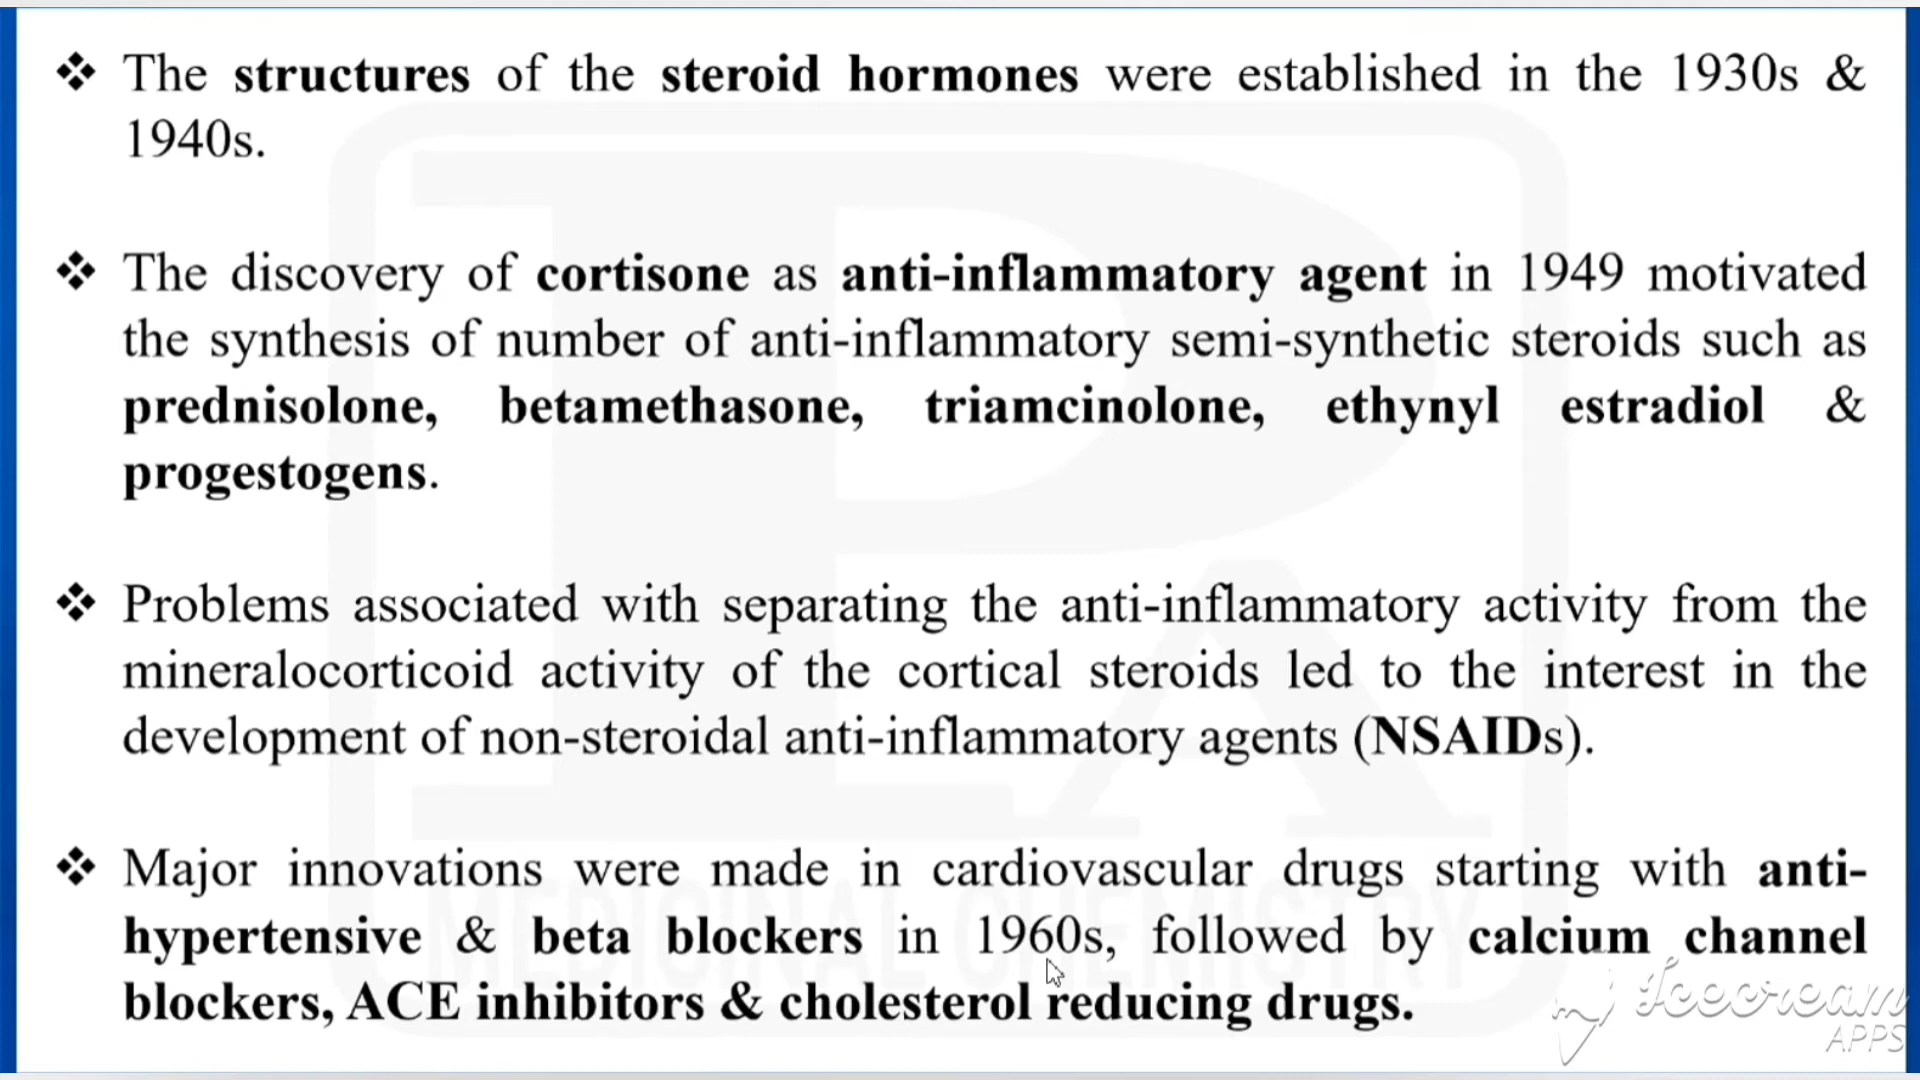 ❖ The structures of the steroid hormones were established in the 1930s &
1940s.
❖ The discovery of cortisone as anti-inflammatory agent in 1949 motivated
the synthesis of number of anti-inflammatory semi-synthetic steroids such as
prednisolone, betamethasone, triamcinolone, ethynyl estradiol &
progestogens.
❖ Problems associated with separating the anti-inflammatory activity from the
mineralocorticoid activity of the cortical steroids led to the interest in the
development of non-steroidal anti-inflammatory agents (NSAIDs).
❖ Major innovations were made in cardiovascular drugs starting with anti-
hypertensive & beta blockers in 1960s, followed by calcium channel
blockers, ACE inhibitors & cholesterol reducing drugs.
PA
MEDICINAL CHEMISTRY
Icecream
APPS